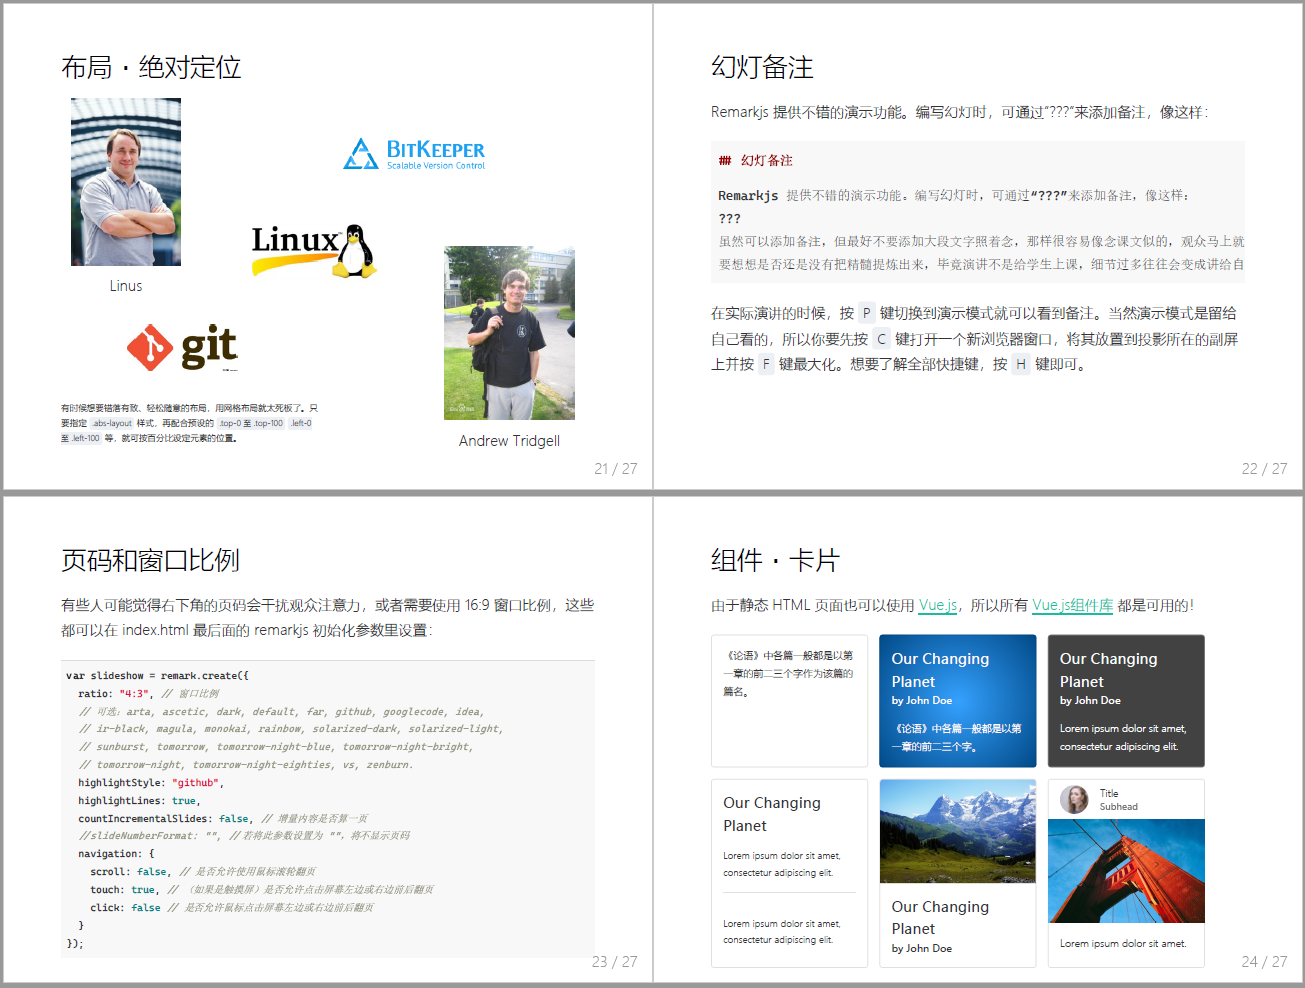 布局 · 绝对定位
BITKEEPER
Scalable Version Control
Linux
Linus
git
Andrew Tridgell
有时候想要错落有致、轻松随意的布局，用网格布局就太死板了。只
要指定 .abs-layout 样式，再配合预设的 .top-0 至 .top-100 .left-0
至 .left-100 等，就可按百分比设定元素的位置。
21 / 27
幻灯备注
Remarkjs 提供不错的演示功能。编写幻灯时，可通过“???”来添加备注，像这样：
## 幻灯备注
Remarkjs 提供不错的演示功能。编写幻灯时，可通过“???”来添加备注，像这样：
???
虽然可以添加备注，但最好不要添加大段文字照着念，那样很容易像念课文似的，观众马上就
要想想是否还是没有把精髓提炼出来，毕竟演讲不是给学生上课，细节过多往往会变成讲给自
在实际演讲的时候，按 P 键切换到演示模式就可以看到备注。当然演示模式是留给
自己看的，所以你要先按 C 键打开一个新浏览器窗口，将其放置到投影所在的副屏
上并按 F 键最大化。想要了解全部快捷键，按 H 键即可。
22 / 27
页码和窗口比例
有些人可能觉得右下角的页码会干扰观众注意力，或者需要使用 16:9 窗口比例，这些
都可以在 index.html 最后面的 remarkjs 初始化参数里设置：
var slideshow = remark.create({
ratio: "4:3", // 窗口比例
// 可选：arta, ascetic, dark, default, far, github, googlecode, idea,
// ir-black, magula, monokai, rainbow, solarized-dark, solarized-light,
// sunburst, tomorrow, tomorrow-night-blue, tomorrow-night-bright,
// tomorrow-night, tomorrow-night-eighties, vs, zenburn.
highlightStyle: "github",
highlightLines: true,
countIncrementalSlides: false, // 增量内容是否算一页
//slideNumberFormat: "", //若将此参数设置为 ""，将不显示页码
navigation: {
scroll: false, // 是否允许使用鼠标滚轮翻页
touch: true, // （如果是触摸屏）是否允许点击屏幕左边或右边前后翻页
click: false // 是否允许鼠标点击屏幕左边或右边前后翻页
}
});
23 / 27
组件 · 卡片
由于静态 HTML 页面也可以使用 Vue.js，所以所有 Vue.js组件库 都是可用的！
《论语》中各篇一般都是以第
一章的前二三个字作为该篇的
篇名。
Our Changing
Planet
by John Doe
《论语》中各篇一般都是以第
一章的前二三个字。
Our Changing
Planet
by John Doe
Lorem ipsum dolor sit amet,
consectetur adipiscing elit.
Our Changing
Planet
Lorem ipsum dolor sit amet,
consectetur adipiscing elit.
Lorem ipsum dolor sit amet,
consectetur adipiscing elit.
Our Changing
Planet
by John Doe
Title
Subhead
Lorem ipsum dolor sit amet.
24 / 27